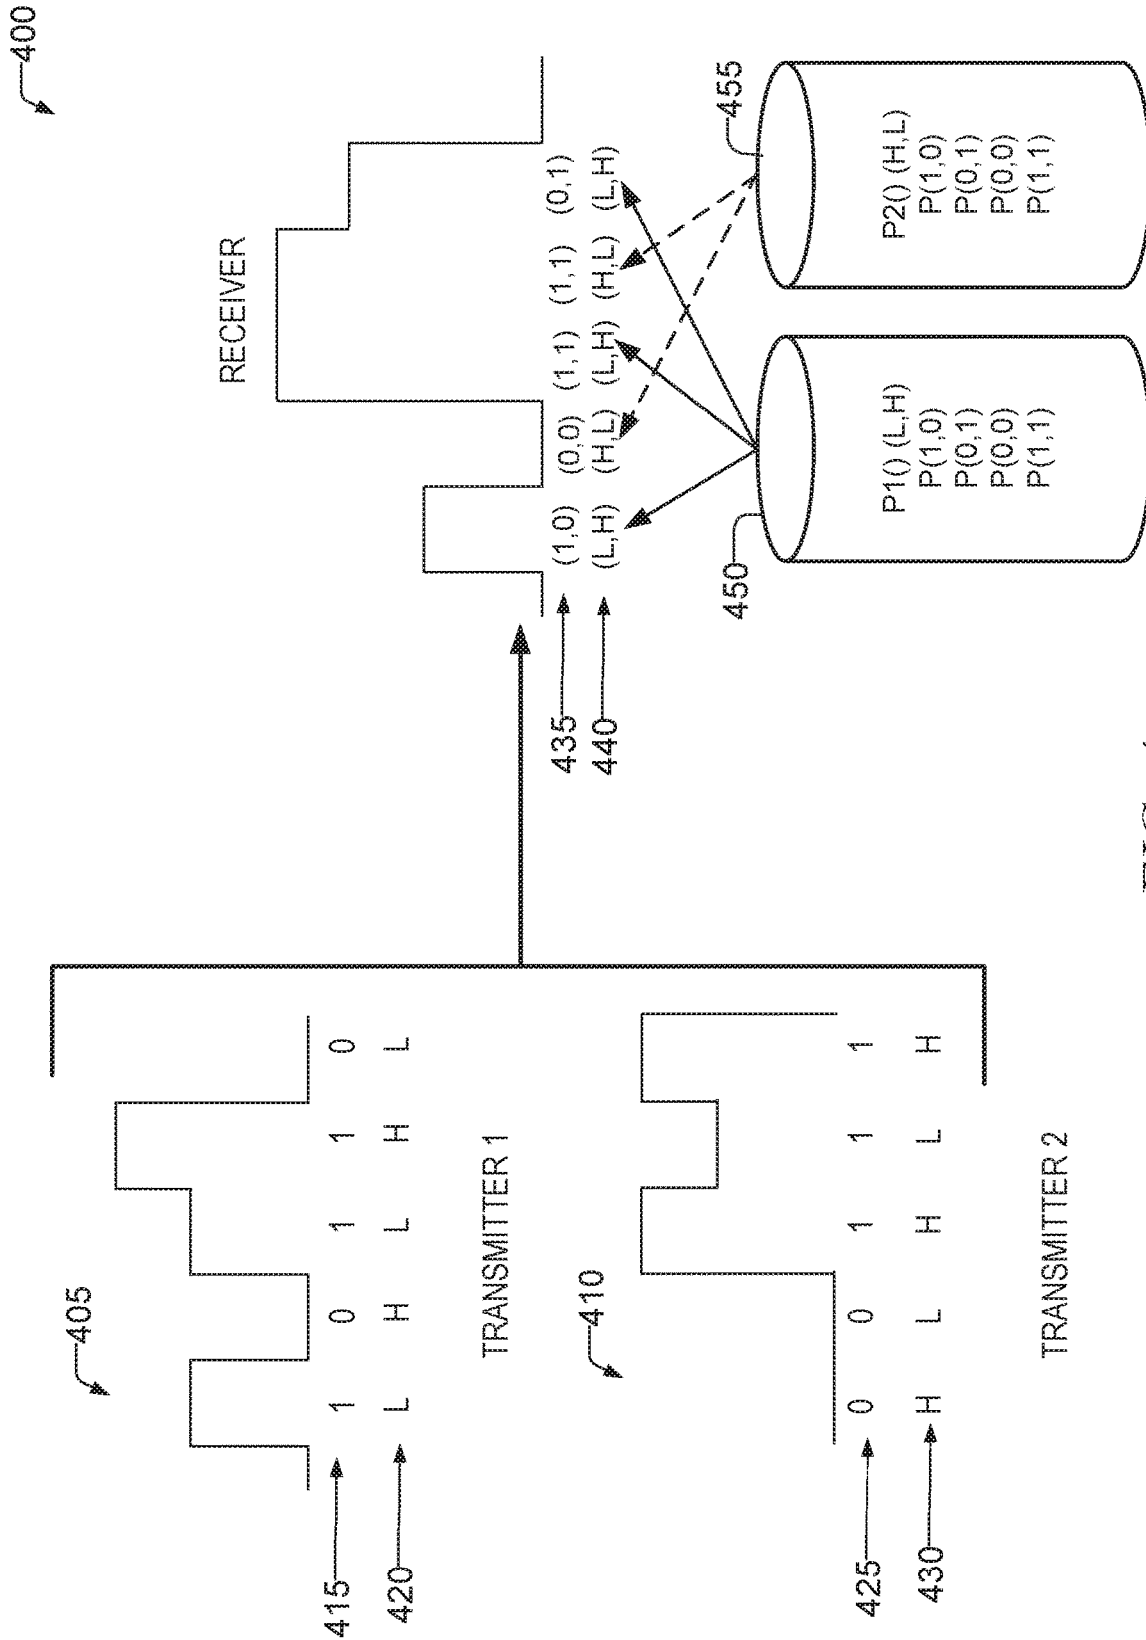 400
405
415 1 0 1 1 0
420 L H L H L
TRANSMITTER 1
410
425 0 0 1 1 1
430 H L H L H
TRANSMITTER 2
RECEIVER
435 (1,0) (0,0) (1,1) (1,1) (0,1)
440 (L,H) (H,L) (L,H) (H,L) (L,H)
450
P1() (L,H)
P(1,0)
P(0,1)
P(0,0)
P(1,1)
455
P2() (H,L)
P(1,0)
P(0,1)
P(0,0)
P(1,1)